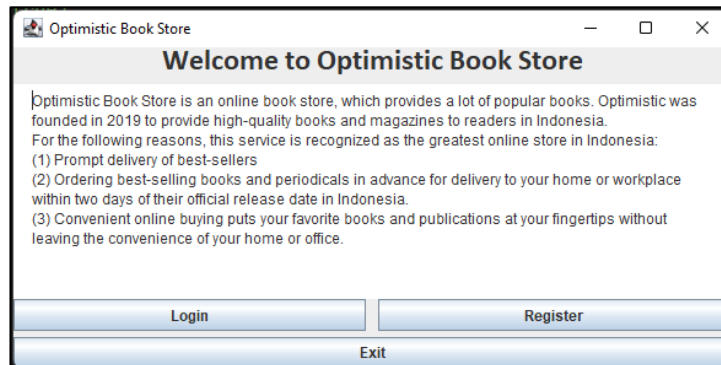 Optimistic Book Store
Welcome to Optimistic Book Store
Optimistic Book Store is an online book store, which provides a lot of popular books. Optimistic was
founded in 2019 to provide high-quality books and magazines to readers in Indonesia.
For the following reasons, this service is recognized as the greatest online store in Indonesia:
(1) Prompt delivery of best-sellers
(2) Ordering best-selling books and periodicals in advance for delivery to your home or workplace
within two days of their official release date in Indonesia.
(3) Convenient online buying puts your favorite books and publications at your fingertips without
leaving the convenience of your home or office.
Login
Register
Exit